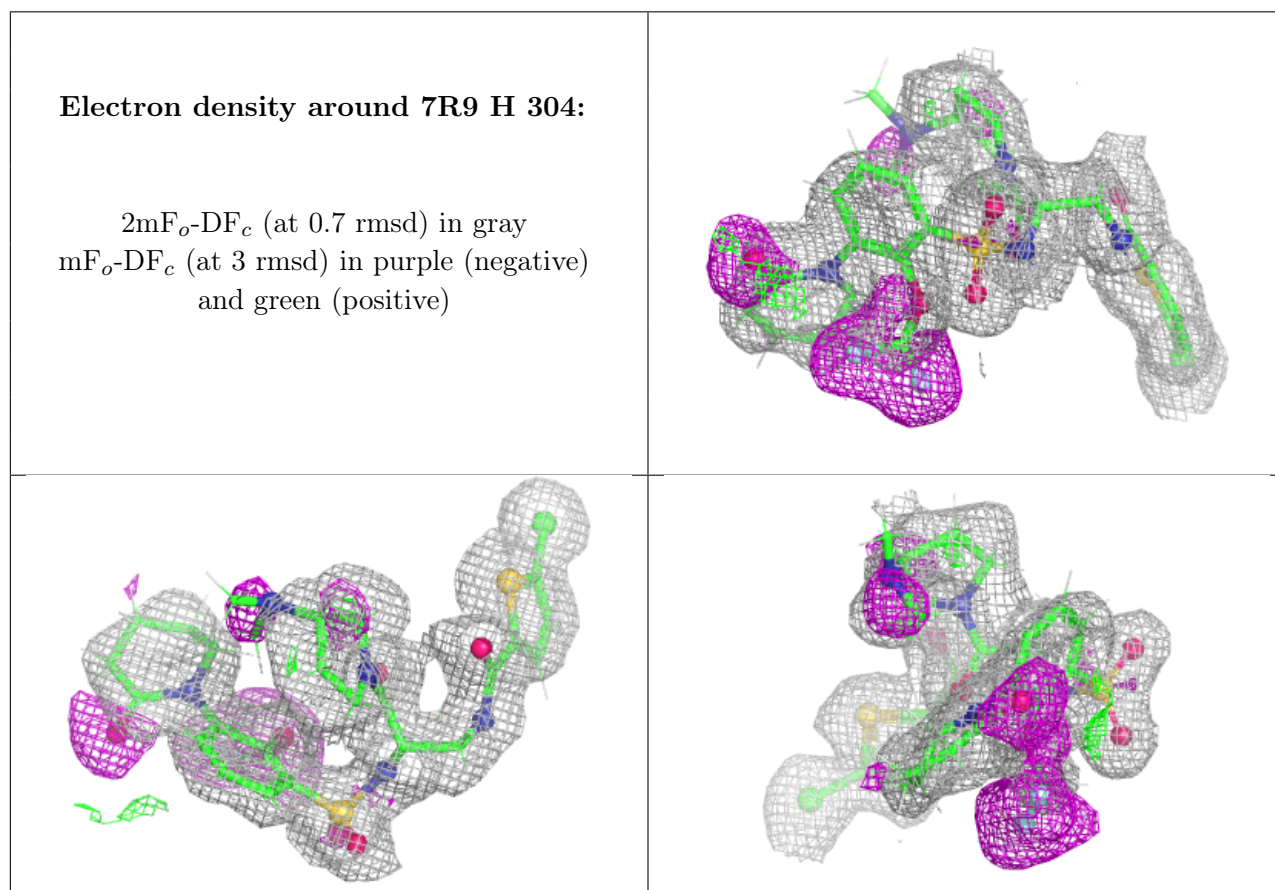 Electron density around 7R9 H 304:
2mFo-DFc (at 0.7 rmsd) in gray
mFo-DFc (at 3 rmsd) in purple (negative)
and green (positive)